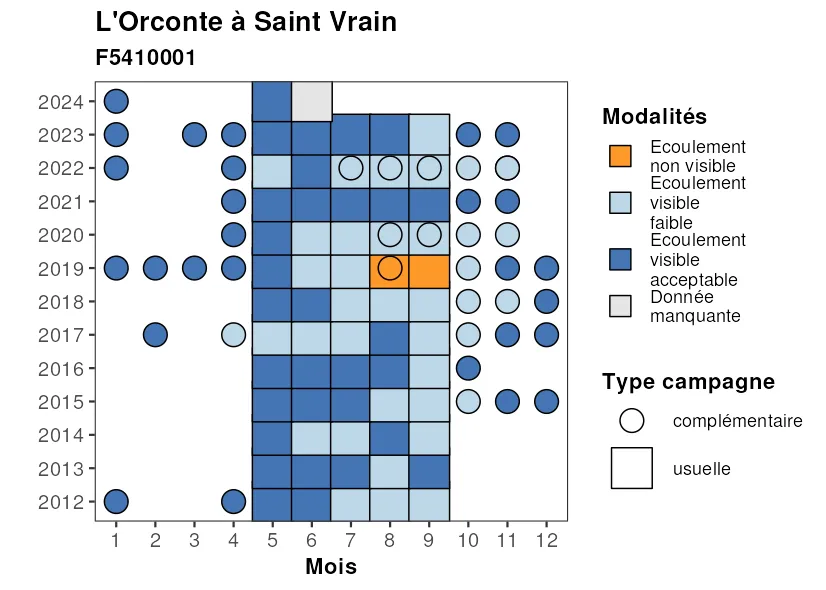 L'Orconte à Saint Vrain
F5410001
2024
2023
2022
2021
2020
2019
2018
2017
2016
2015
2014
2013
2012
1 2 3 4 5 6 7 8 9 10 11 12
Mois
Modalités
Ecoulement
non visible
Ecoulement
visible
faible
Ecoulement
visible
acceptable
Donnée
manquante
Type campagne
complémentaire
usuelle